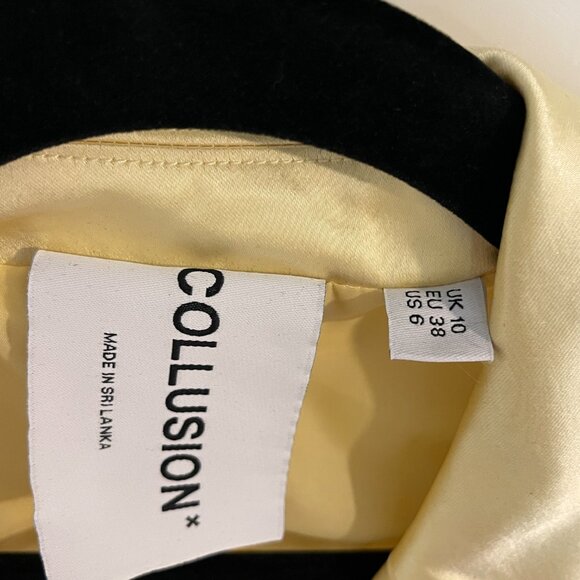 COLLUSION*
MADE IN SRI LANKA
UK 10
EU 38
US 6